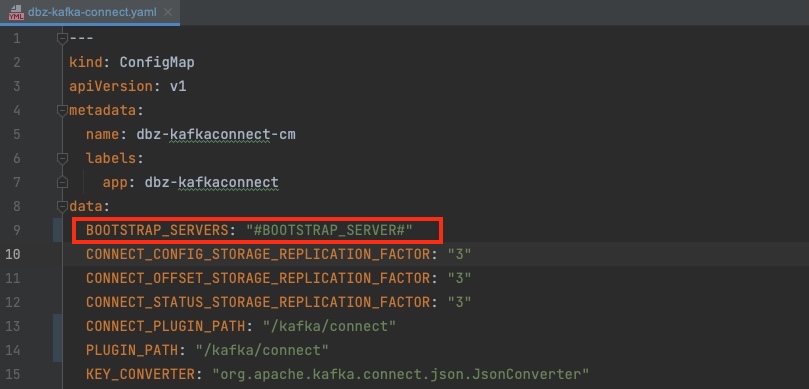 dbz-kafka-connect.yaml
1 ---
2 kind: ConfigMap
3 apiVersion: v1
4 metadata:
5 name: dbz-kafkaconnect-cm
6 labels:
7 app: dbz-kafkaconnect
8 data:
9 BOOTSTRAP_SERVERS: "#BOOTSTRAP_SERVER#"
10 CONNECT_CONFIG_STORAGE_REPLICATION_FACTOR: "3"
11 CONNECT_OFFSET_STORAGE_REPLICATION_FACTOR: "3"
12 CONNECT_STATUS_STORAGE_REPLICATION_FACTOR: "3"
13 CONNECT_PLUGIN_PATH: "/kafka/connect"
14 PLUGIN_PATH: "/kafka/connect"
15 KEY_CONVERTER: "org.apache.kafka.connect.json.JsonConverter"